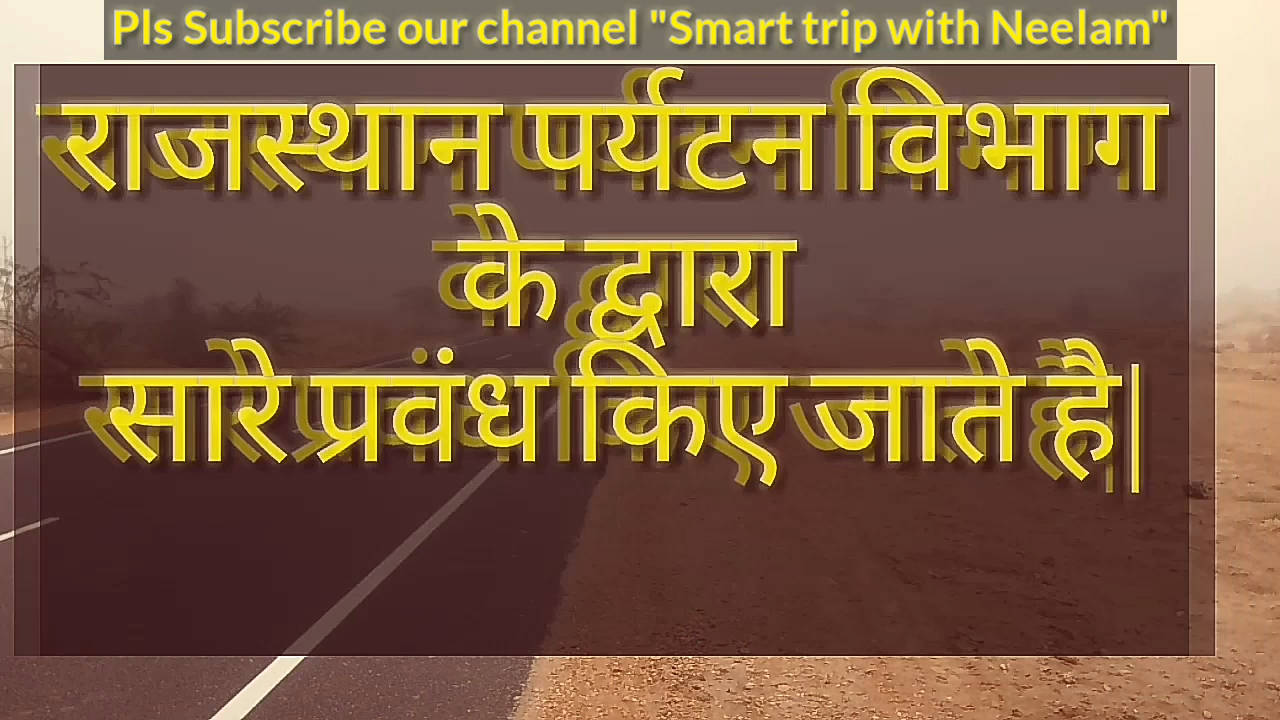 Pls Subscribe our channel "Smart trip with Neelam"
राजस्थान पर्यटन विभाग
के द्वारा
सारे प्रवंध किए जाते है|